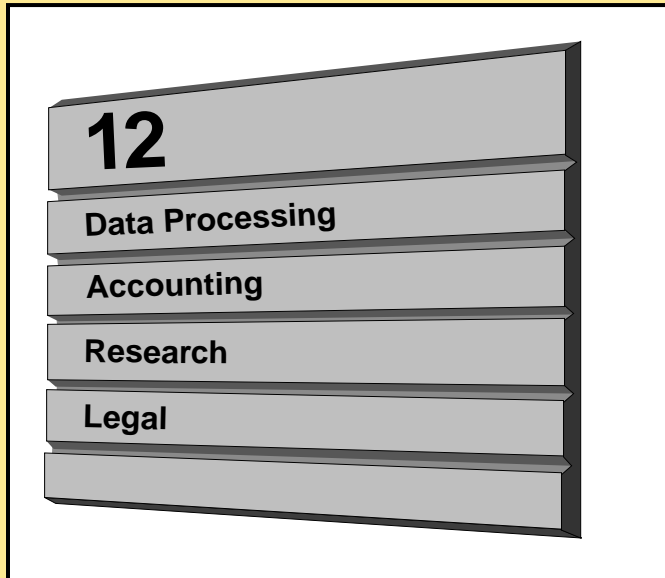 12
Data Processing
Accounting
Research
Legal